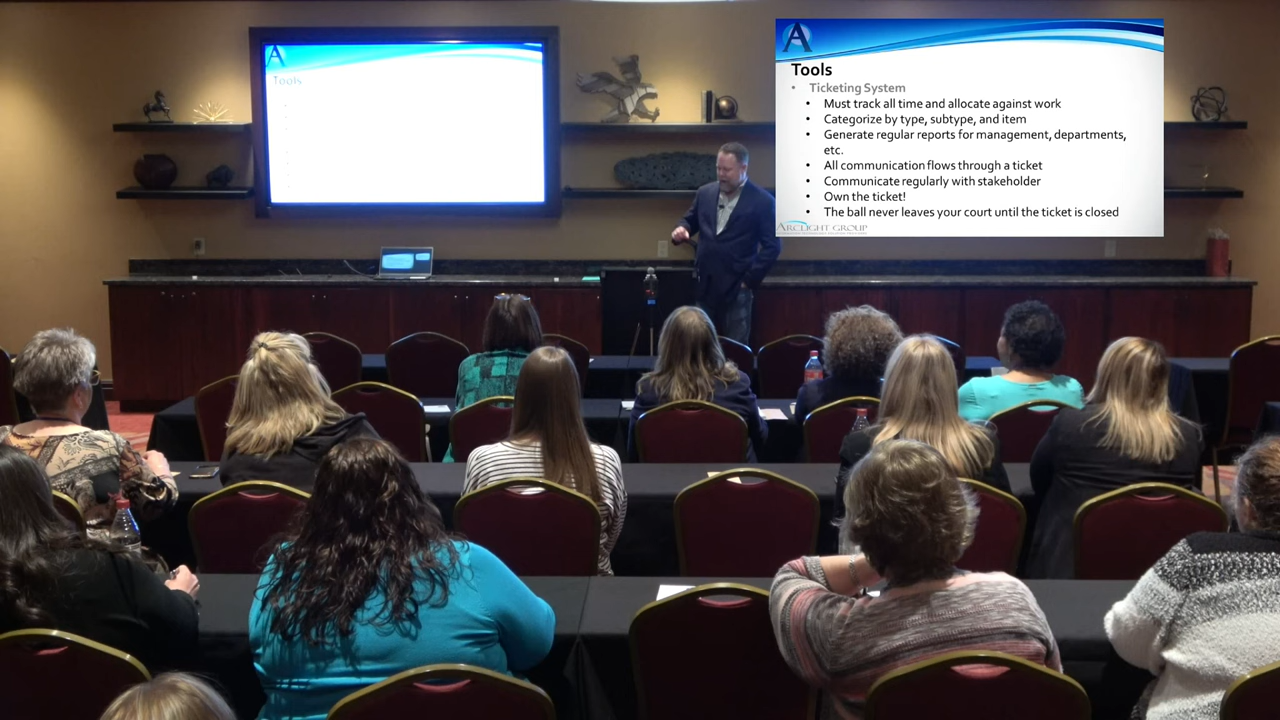 Tools
A
Tools
Ticketing System
Must track all time and allocate against work
Categorize by type, subtype, and item
Generate regular reports for management, departments,
etc.
All communication flows through a ticket
Communicate regularly with stakeholder
Own the ticket!
The ball never leaves your court until the ticket is closed
ARCLIGHT GROUP